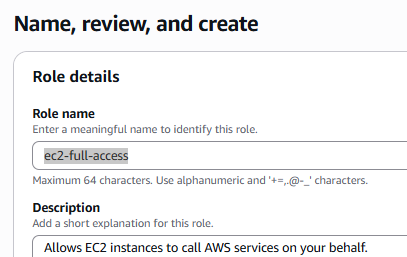 Name, review, and create
Role details
Role name
Enter a meaningful name to identify this role.
ec2-full-access
Maximum 64 characters. Use alphanumeric and '+=,.@-_' characters.
Description
Add a short explanation for this role.
Allows EC2 instances to call AWS services on your behalf.